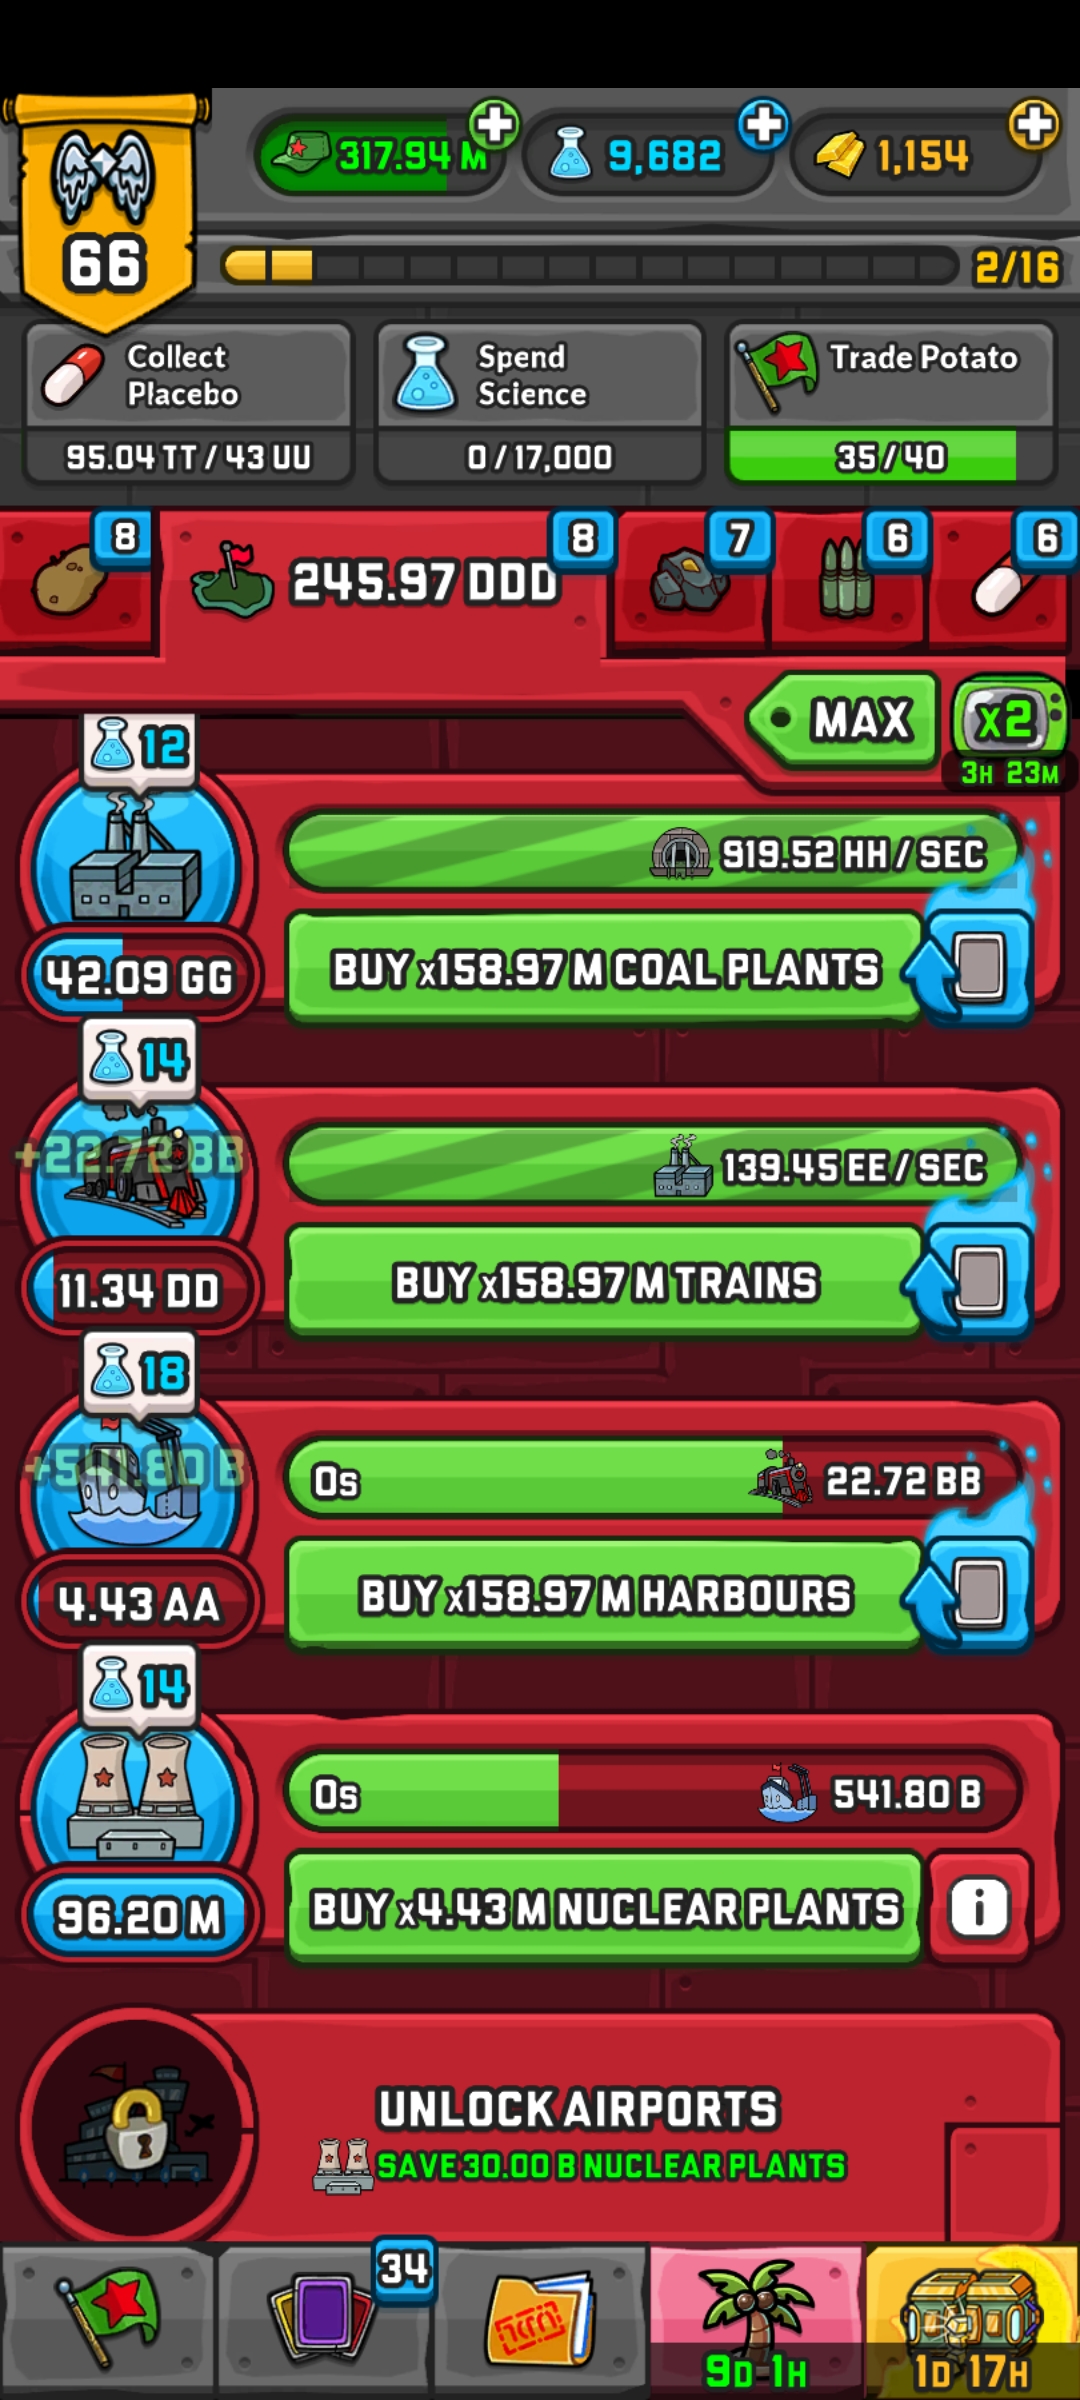 66
317.94 M
9,682
1,154
2/16
Collect
Placebo
95.04 TT / 43 UU
Spend
Science
0 / 17,000
Trade Potato
35 / 40
8
245.97 DDD
8
7
6
6
MAX
x2
3H 23M
12
919.52 HH / SEC
42.09 GG
BUY x158.97 M COAL PLANTS
14
+22.72 BB
139.45 EE / SEC
11.34 DD
BUY x158.97 M TRAINS
18
+541.80 B
0s
22.72 BB
4.43 AA
BUY x158.97 M HARBOURS
14
0s
541.80 B
96.20 M
BUY x4.43 M NUCLEAR PLANTS
i
UNLOCK AIRPORTS
SAVE 30.00 B NUCLEAR PLANTS
34
9D 1H
1D 17H